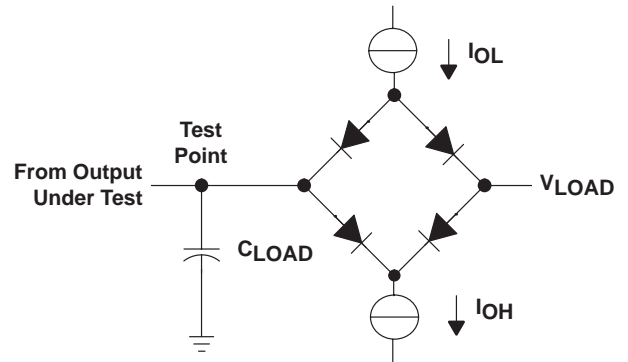 IOL
Test
Point
From Output
Under Test
VLOAD
CLOAD
IOH